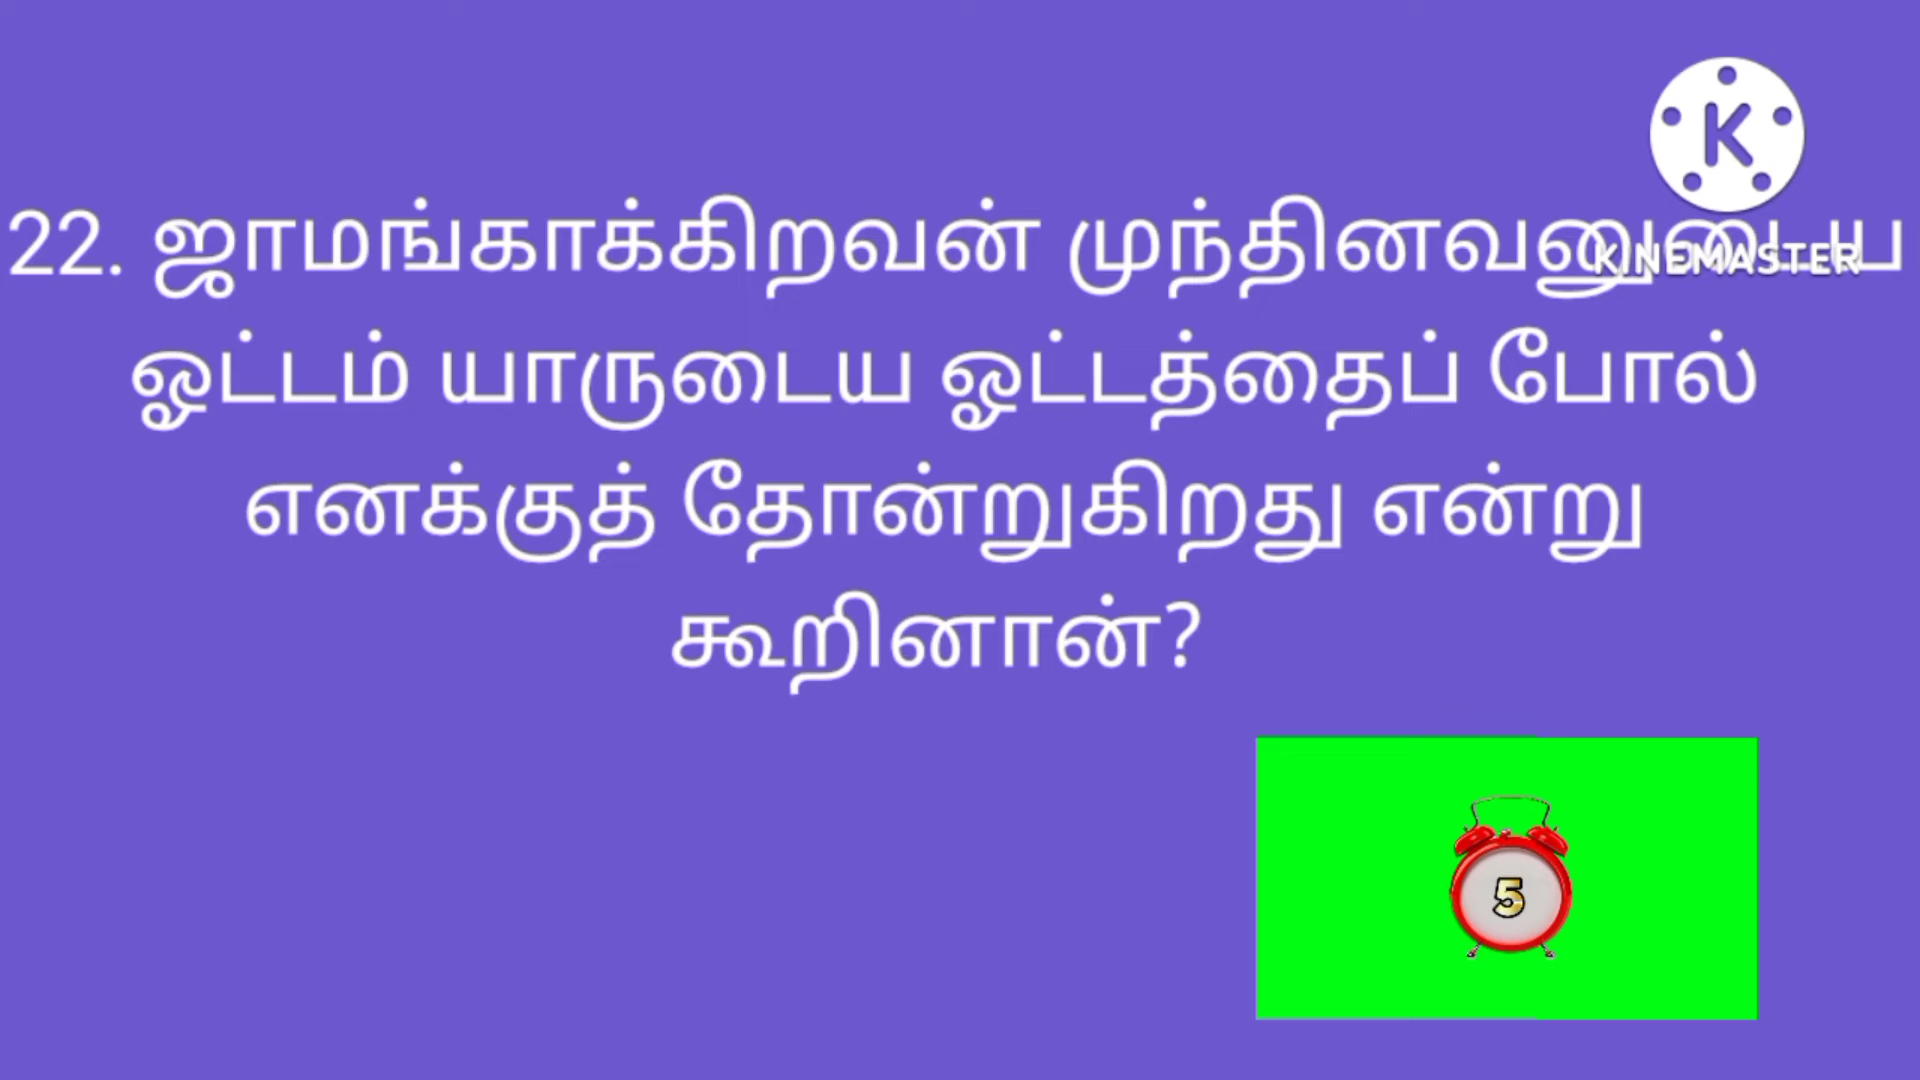 K
KINEMASTER
22. ஜாமங்காக்கிறவன் முந்தினவனுடைய
ஓட்டம் யாருடைய ஓட்டத்தைப் போல்
எனக்குத் தோன்றுகிறது என்று
கூறினான்?
5